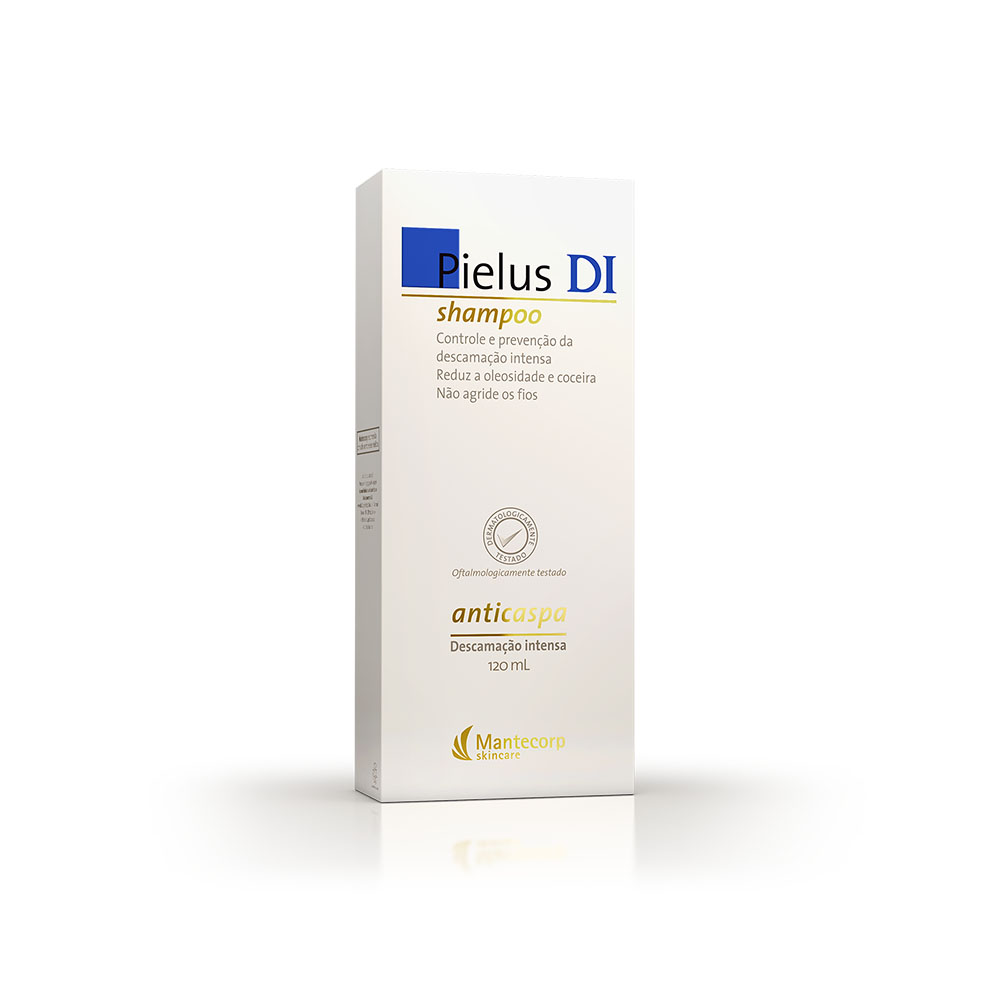 Pielus DI
shampoo
Controle e prevenção da
descamação intensa
Reduz a oleosidade e coceira
Não agride os fios
DERMATOLOGICAMENTE
TESTADO
Oftalmologicamente testado
anticaspa
Descamação intensa
120 mL
Mantecorp
skincare